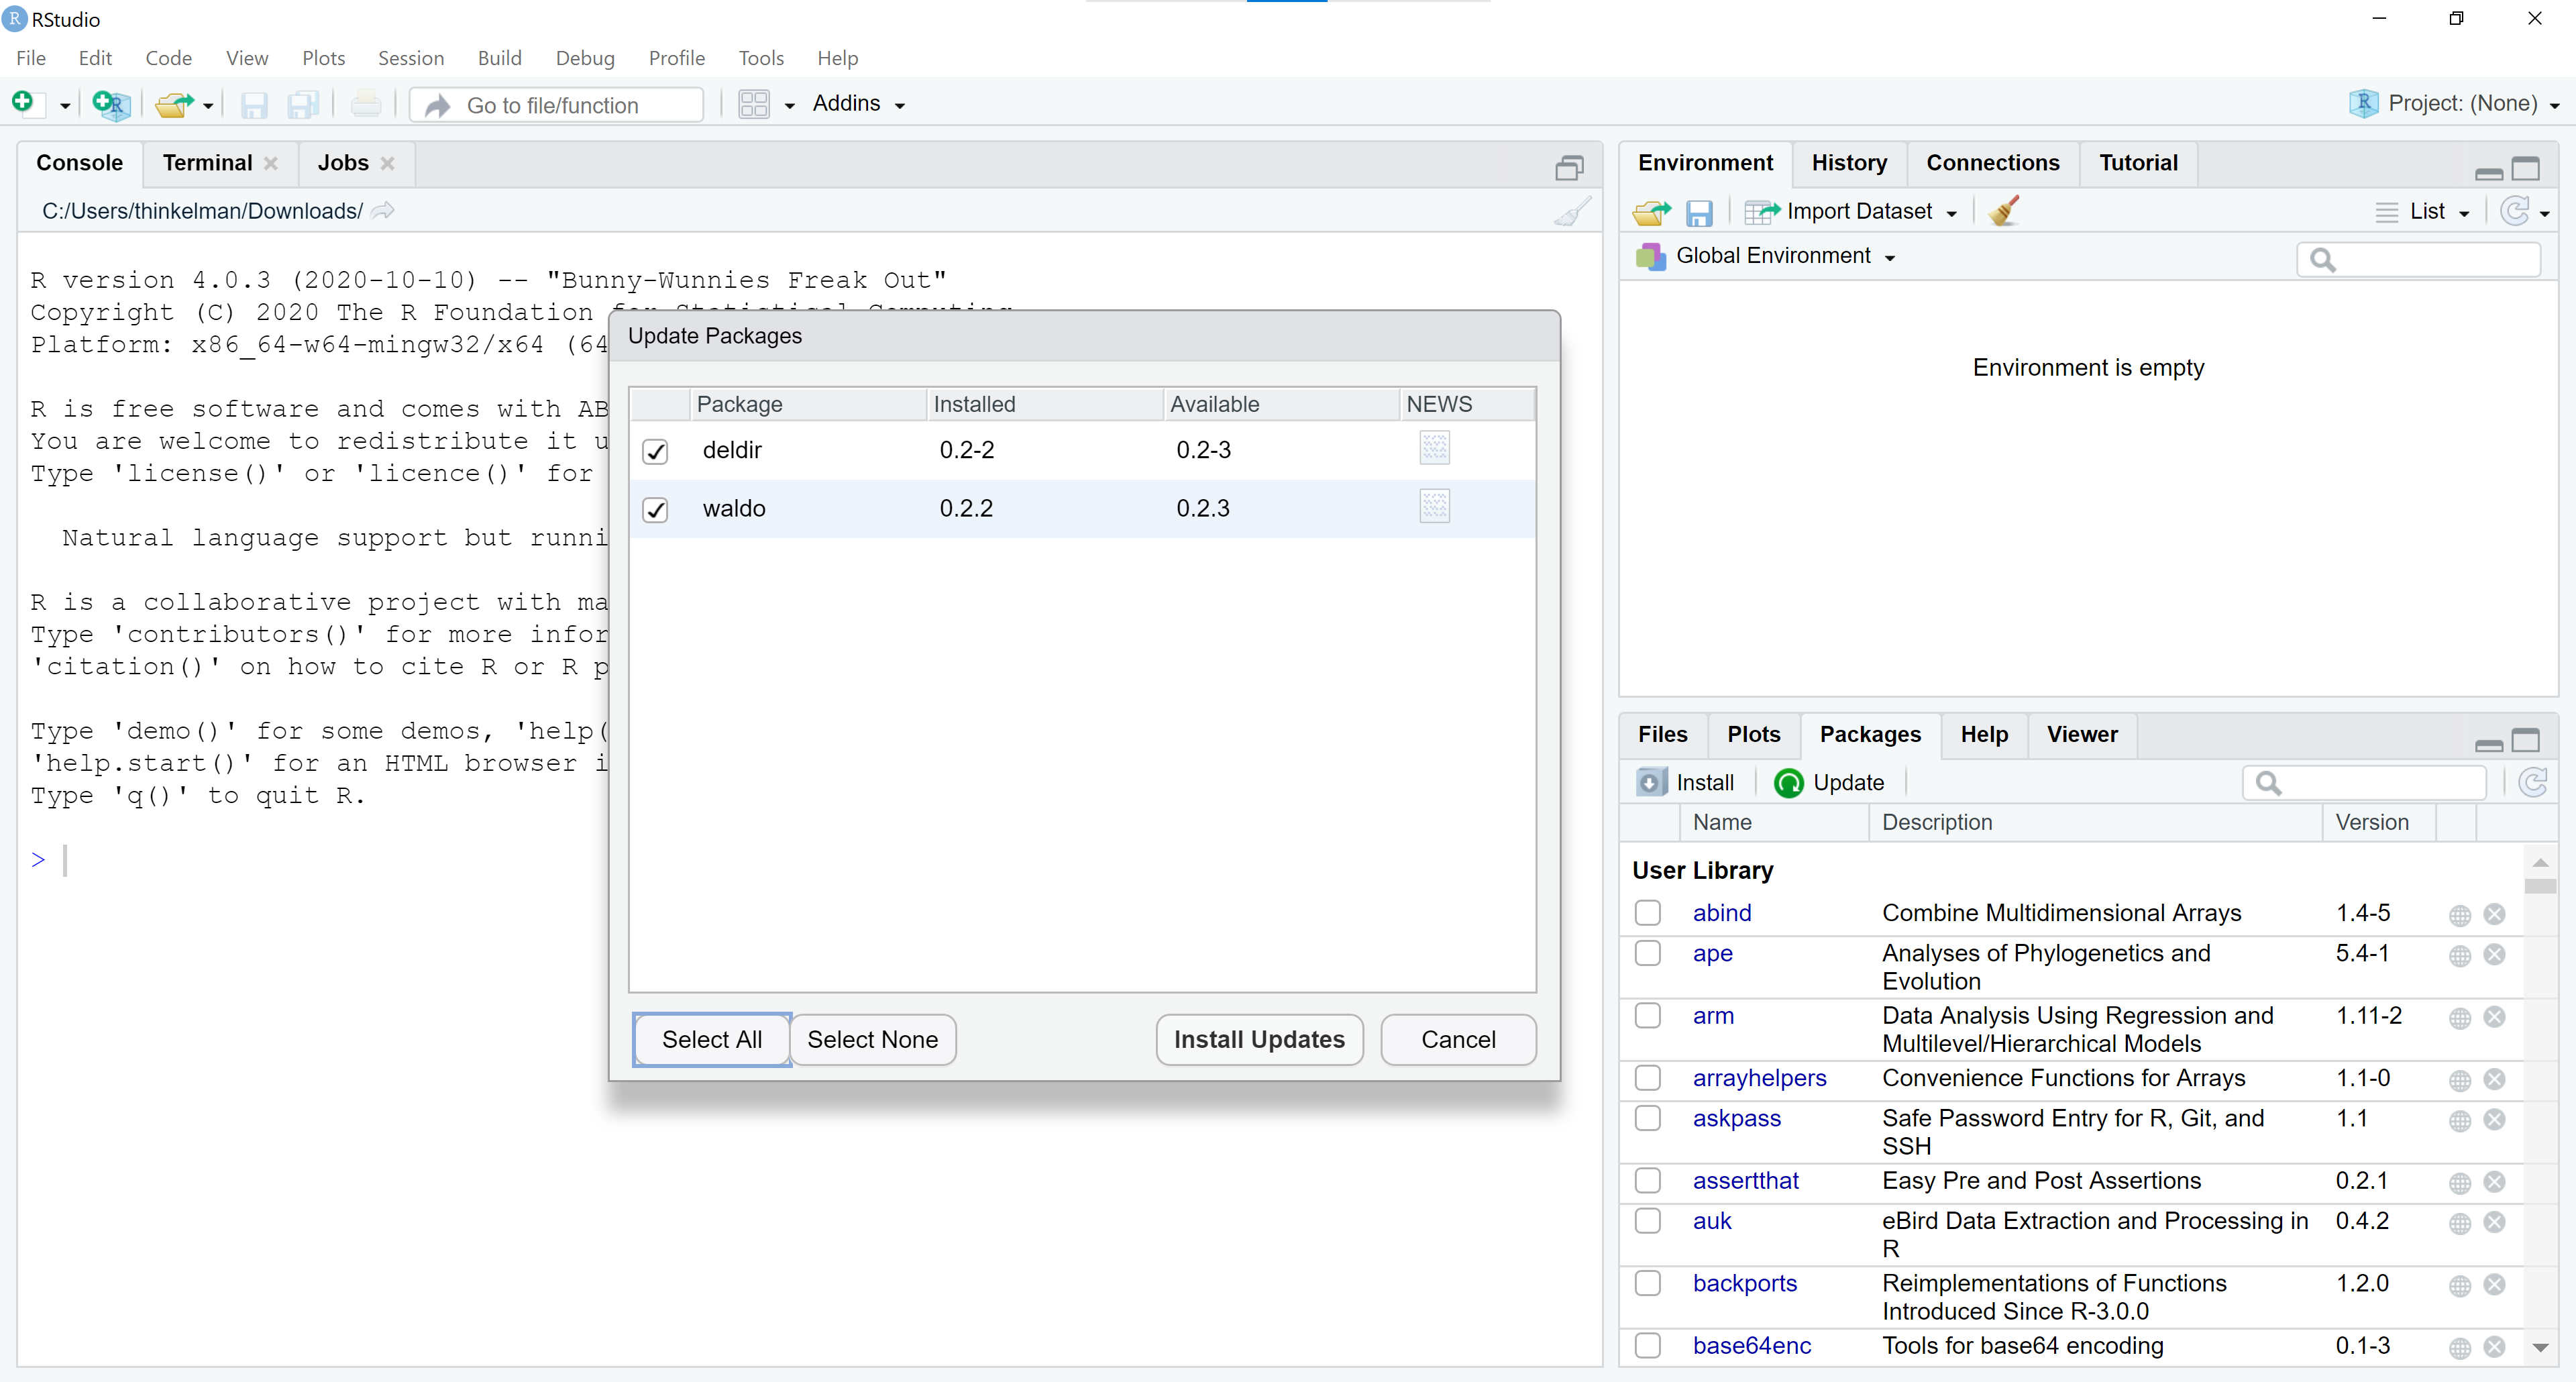 RStudio
File Edit Code View Plots Session Build Debug Profile Tools Help
Go to file/function Addins Project: (None)
Console Terminal Jobs
C:/Users/thinkelman/Downloads/
R version 4.0.3 (2020-10-10) -- "Bunny-Wunnies Freak Out"
Copyright (C) 2020 The R Foundation for Statistical Computing
Platform: x86_64-w64-mingw32/x64 (64
R is free software and comes with AB
You are welcome to redistribute it u
Type 'license()' or 'licence()' for
Natural language support but runni
R is a collaborative project with ma
Type 'contributors()' for more infor
'citation()' on how to cite R or R p
Type 'demo()' for some demos, 'help(
'help.start()' for an HTML browser i
Type 'q()' to quit R.
>
Update Packages
Package Installed Available NEWS
deldir 0.2-2 0.2-3
waldo 0.2.2 0.2.3
Select All Select None Install Updates Cancel
Environment History Connections Tutorial
Import Dataset List
Global Environment
Environment is empty
Files Plots Packages Help Viewer
Install Update
Name Description Version
User Library
abind Combine Multidimensional Arrays 1.4-5
ape Analyses of Phylogenetics and 5.4-1
Evolution
arm Data Analysis Using Regression and 1.11-2
Multilevel/Hierarchical Models
arrayhelpers Convenience Functions for Arrays 1.1-0
askpass Safe Password Entry for R, Git, and 1.1
SSH
assertthat Easy Pre and Post Assertions 0.2.1
auk eBird Data Extraction and Processing in 0.4.2
R
backports Reimplementations of Functions 1.2.0
Introduced Since R-3.0.0
base64enc Tools for base64 encoding 0.1-3